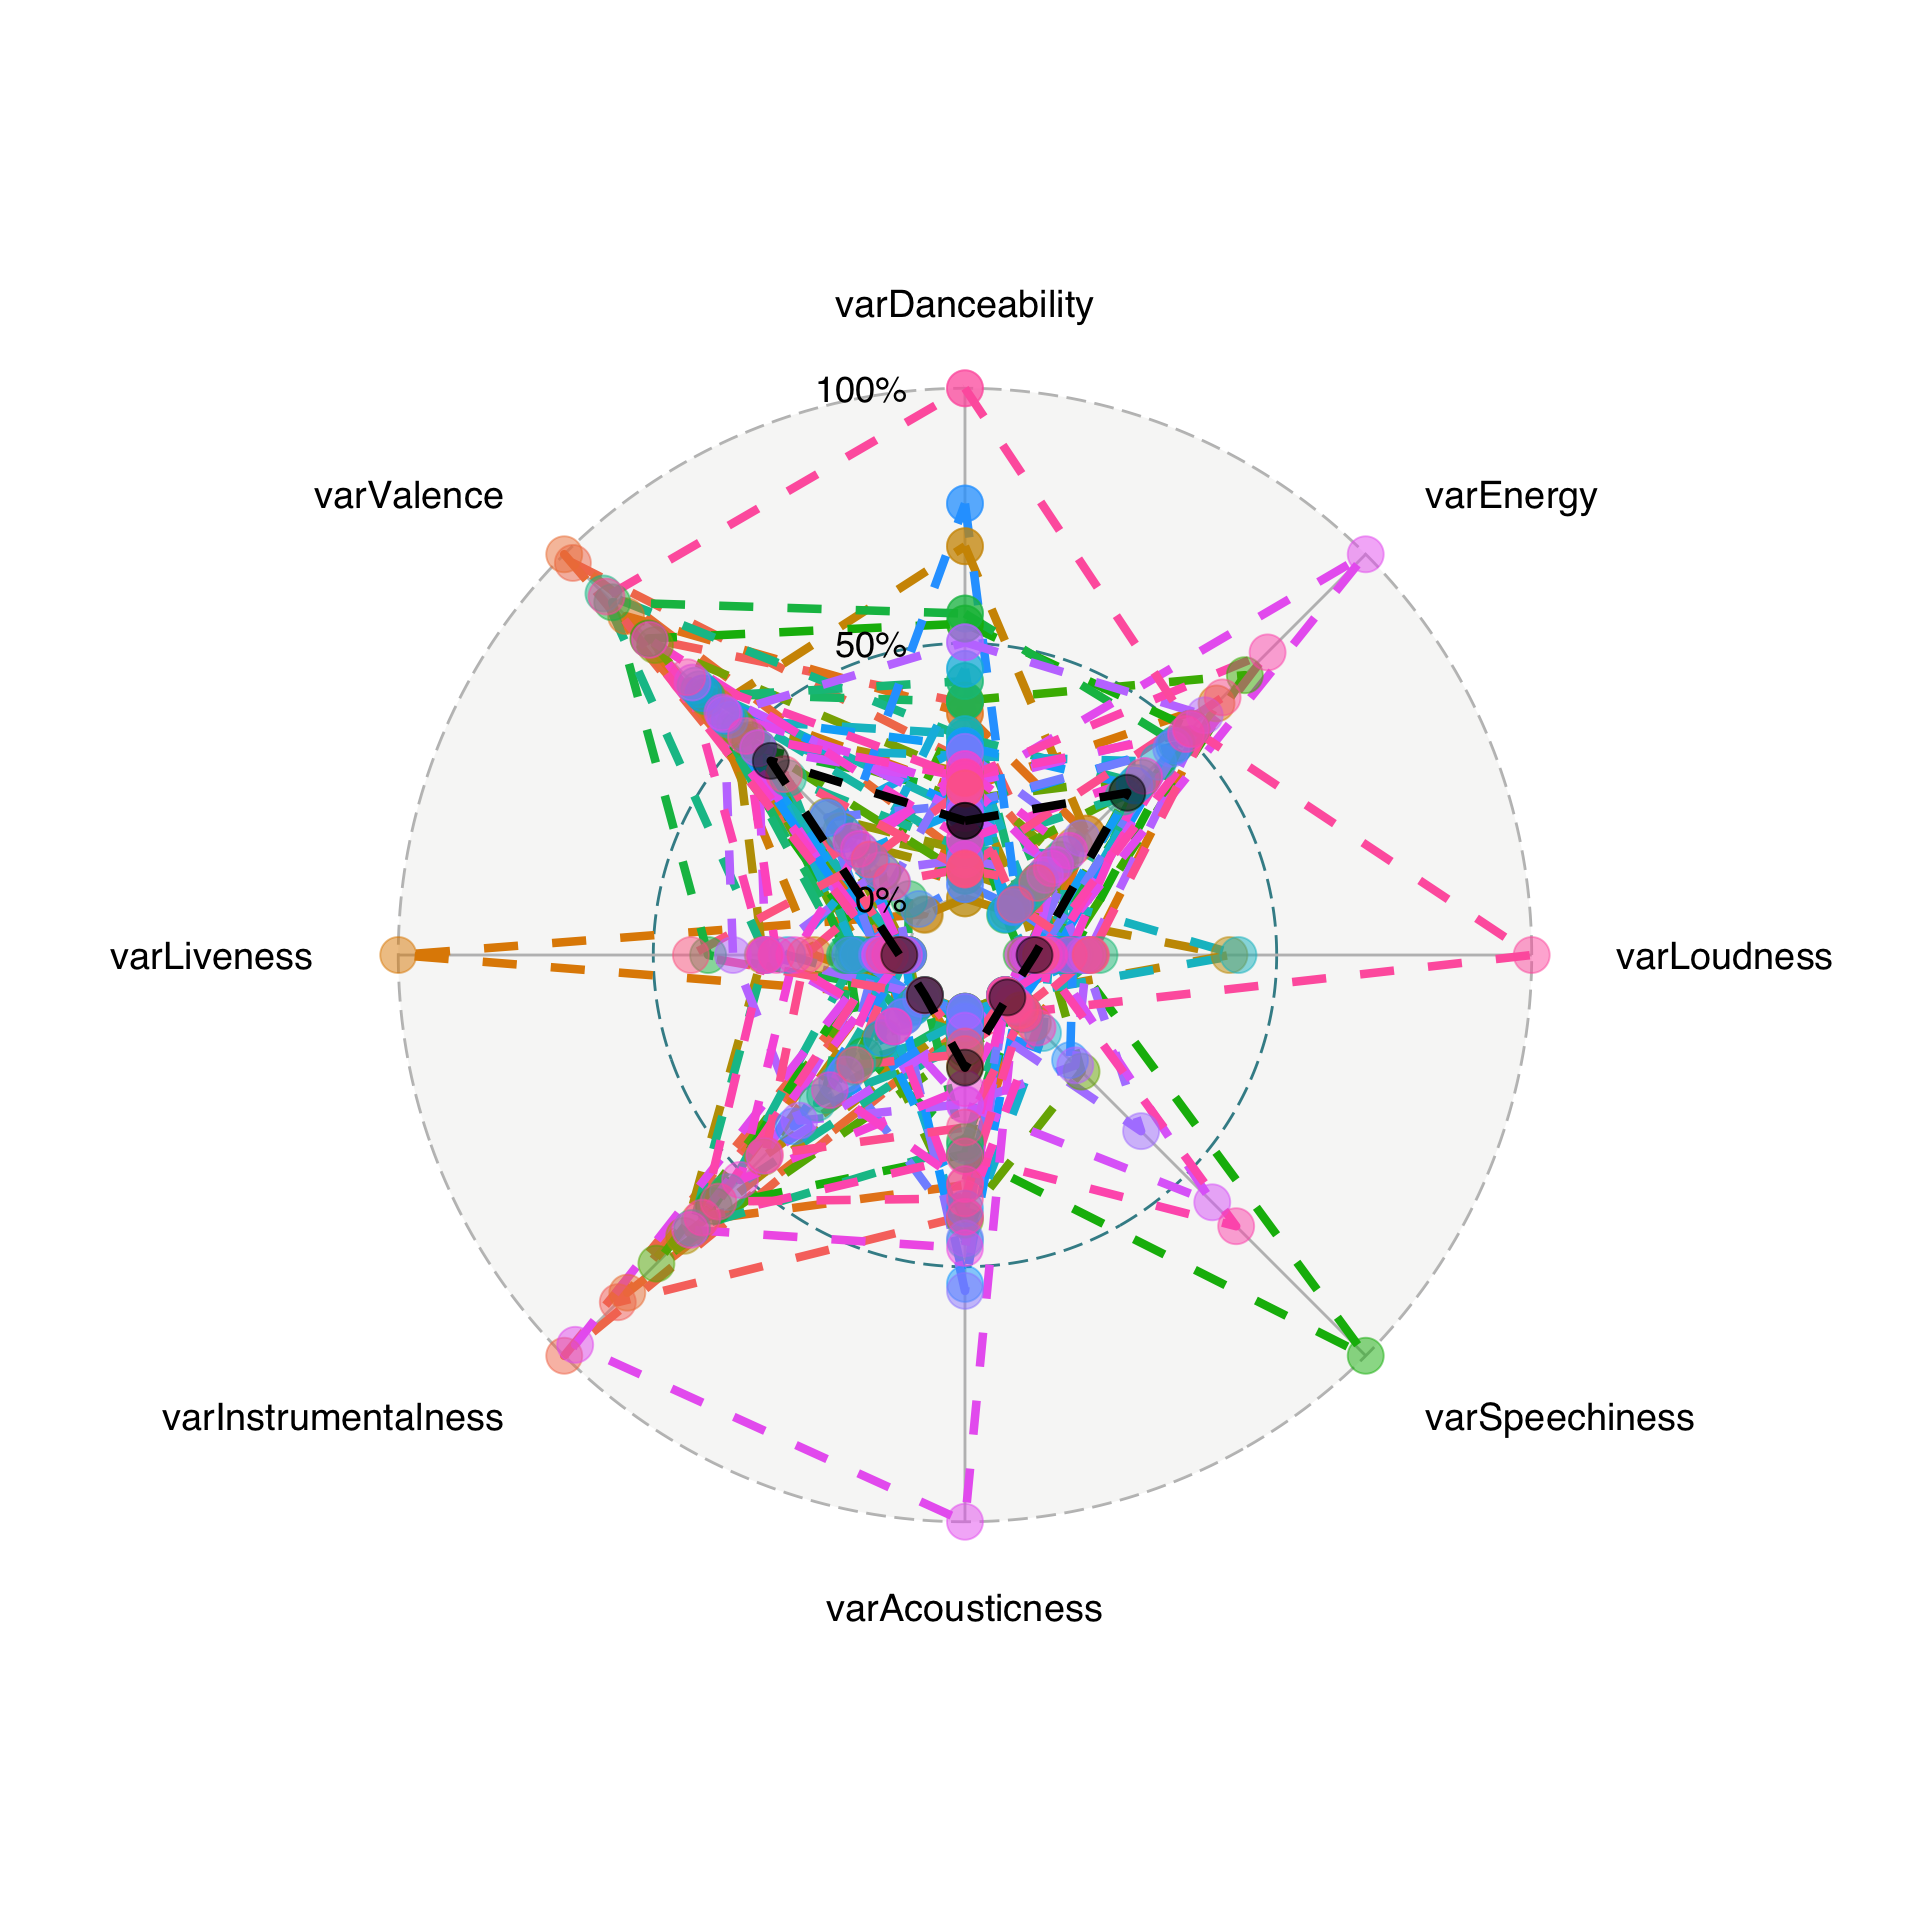 varDanceability
100%
varValence
varEnergy
50%
0%
varLiveness
varLoudness
varInstrumentalness
varSpeechiness
varAcousticness